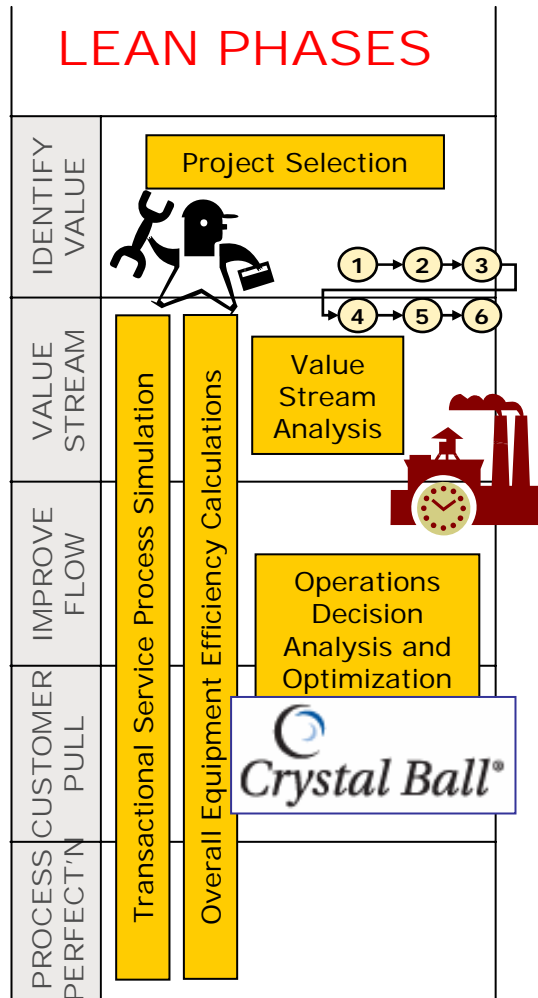 LEAN PHASES
IDENTIFY
VALUE
Project Selection
1
2
3
4
5
6
VALUE
STREAM
Transactional Service Process Simulation
Overall Equipment Efficiency Calculations
Value
Stream
Analysis
IMPROVE
FLOW
Operations
Decision
Analysis and
Optimization
CUSTOMER
PULL
Crystal Ball®
PROCESS
PERFECT'N